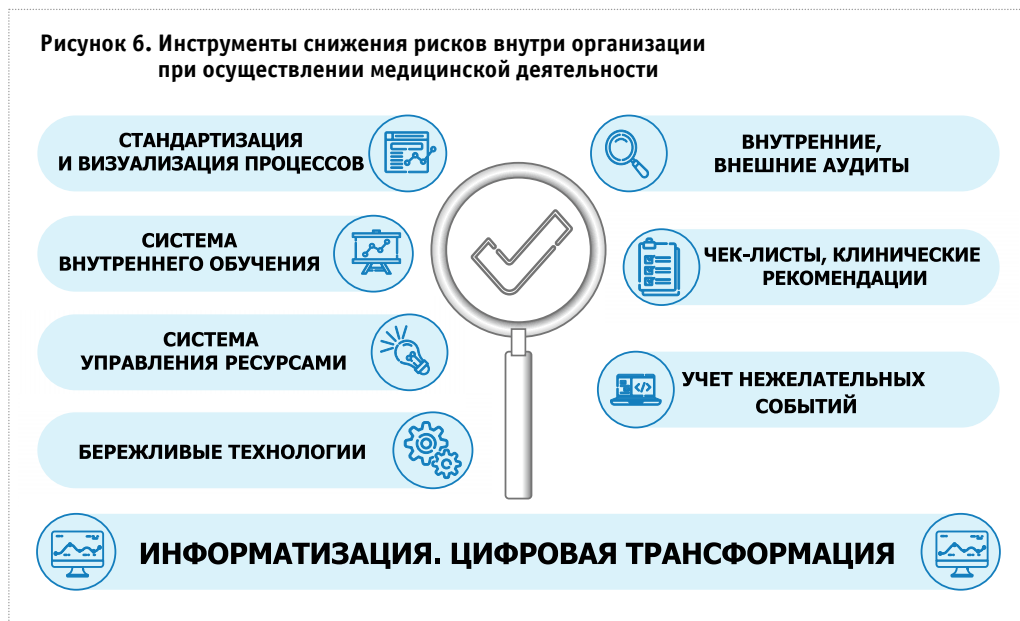 Рисунок 6. Инструменты снижения рисков внутри организации
при осуществлении медицинской деятельности
СТАНДАРТИЗАЦИЯ
И ВИЗУАЛИЗАЦИЯ ПРОЦЕССОВ
СИСТЕМА
ВНУТРЕННЕГО ОБУЧЕНИЯ
СИСТЕМА
УПРАВЛЕНИЯ РЕСУРСАМИ
БЕРЕЖЛИВЫЕ ТЕХНОЛОГИИ
ВНУТРЕННИЕ,
ВНЕШНИЕ АУДИТЫ
ЧЕК-ЛИСТЫ, КЛИНИЧЕСКИЕ
РЕКОМЕНДАЦИИ
УЧЕТ НЕЖЕЛАТЕЛЬНЫХ
СОБЫТИЙ
ИНФОРМАТИЗАЦИЯ. ЦИФРОВАЯ ТРАНСФОРМАЦИЯ